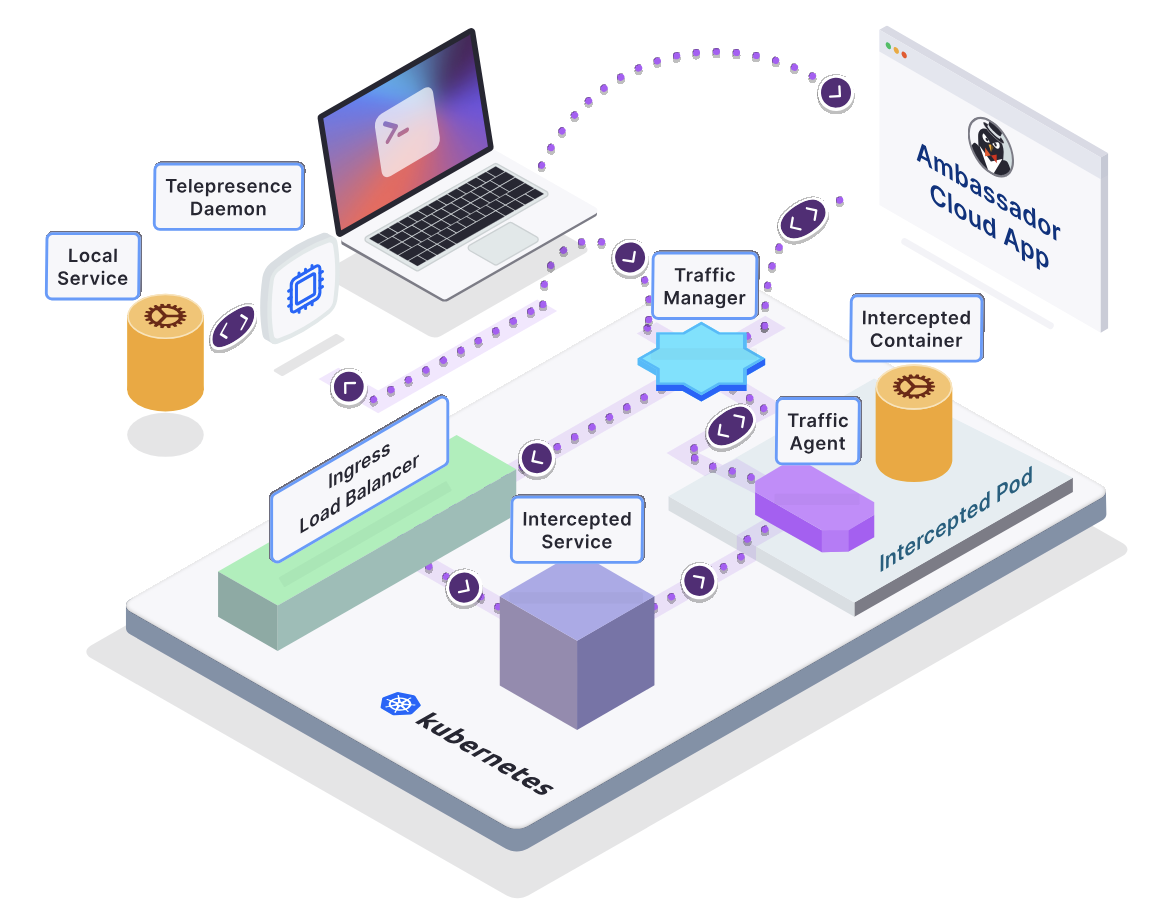 Telepresence
Daemon
Local
Service
Ambassador
Cloud App
Traffic
Manager
Intercepted
Container
Traffic
Agent
Ingress
Load Balancer
Intercepted
Service
Intercepted Pod
kubernetes